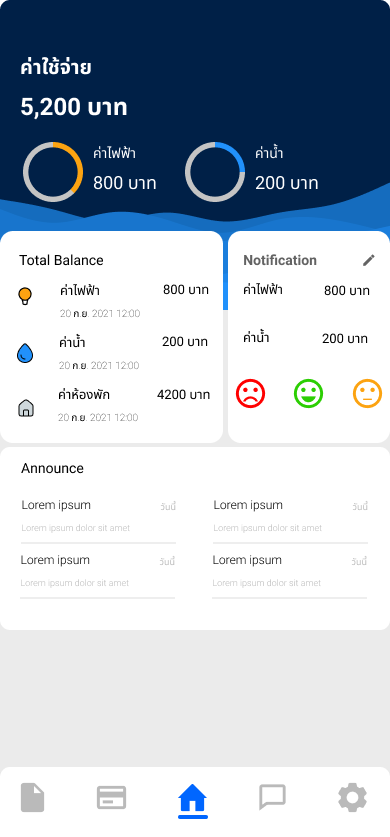 ค่าใช้จ่าย
5,200 บาท
ค่าไฟฟ้า
800 บาท
ค่าน้ำ
200 บาท
Total Balance
ค่าไฟฟ้า 800 บาท
20 ก.ย. 2021 12:00
ค่าน้ำ 200 บาท
20 ก.ย. 2021 12:00
ค่าห้องพัก 4200 บาท
20 ก.ย. 2021 12:00
Notification
ค่าไฟฟ้า 800 บาท
ค่าน้ำ 200 บาท
Announce
Lorem ipsum วันนี้
Lorem ipsum dolor sit amet
Lorem ipsum วันนี้
Lorem ipsum dolor sit amet
Lorem ipsum วันนี้
Lorem ipsum dolor sit amet
Lorem ipsum วันนี้
Lorem ipsum dolor sit amet